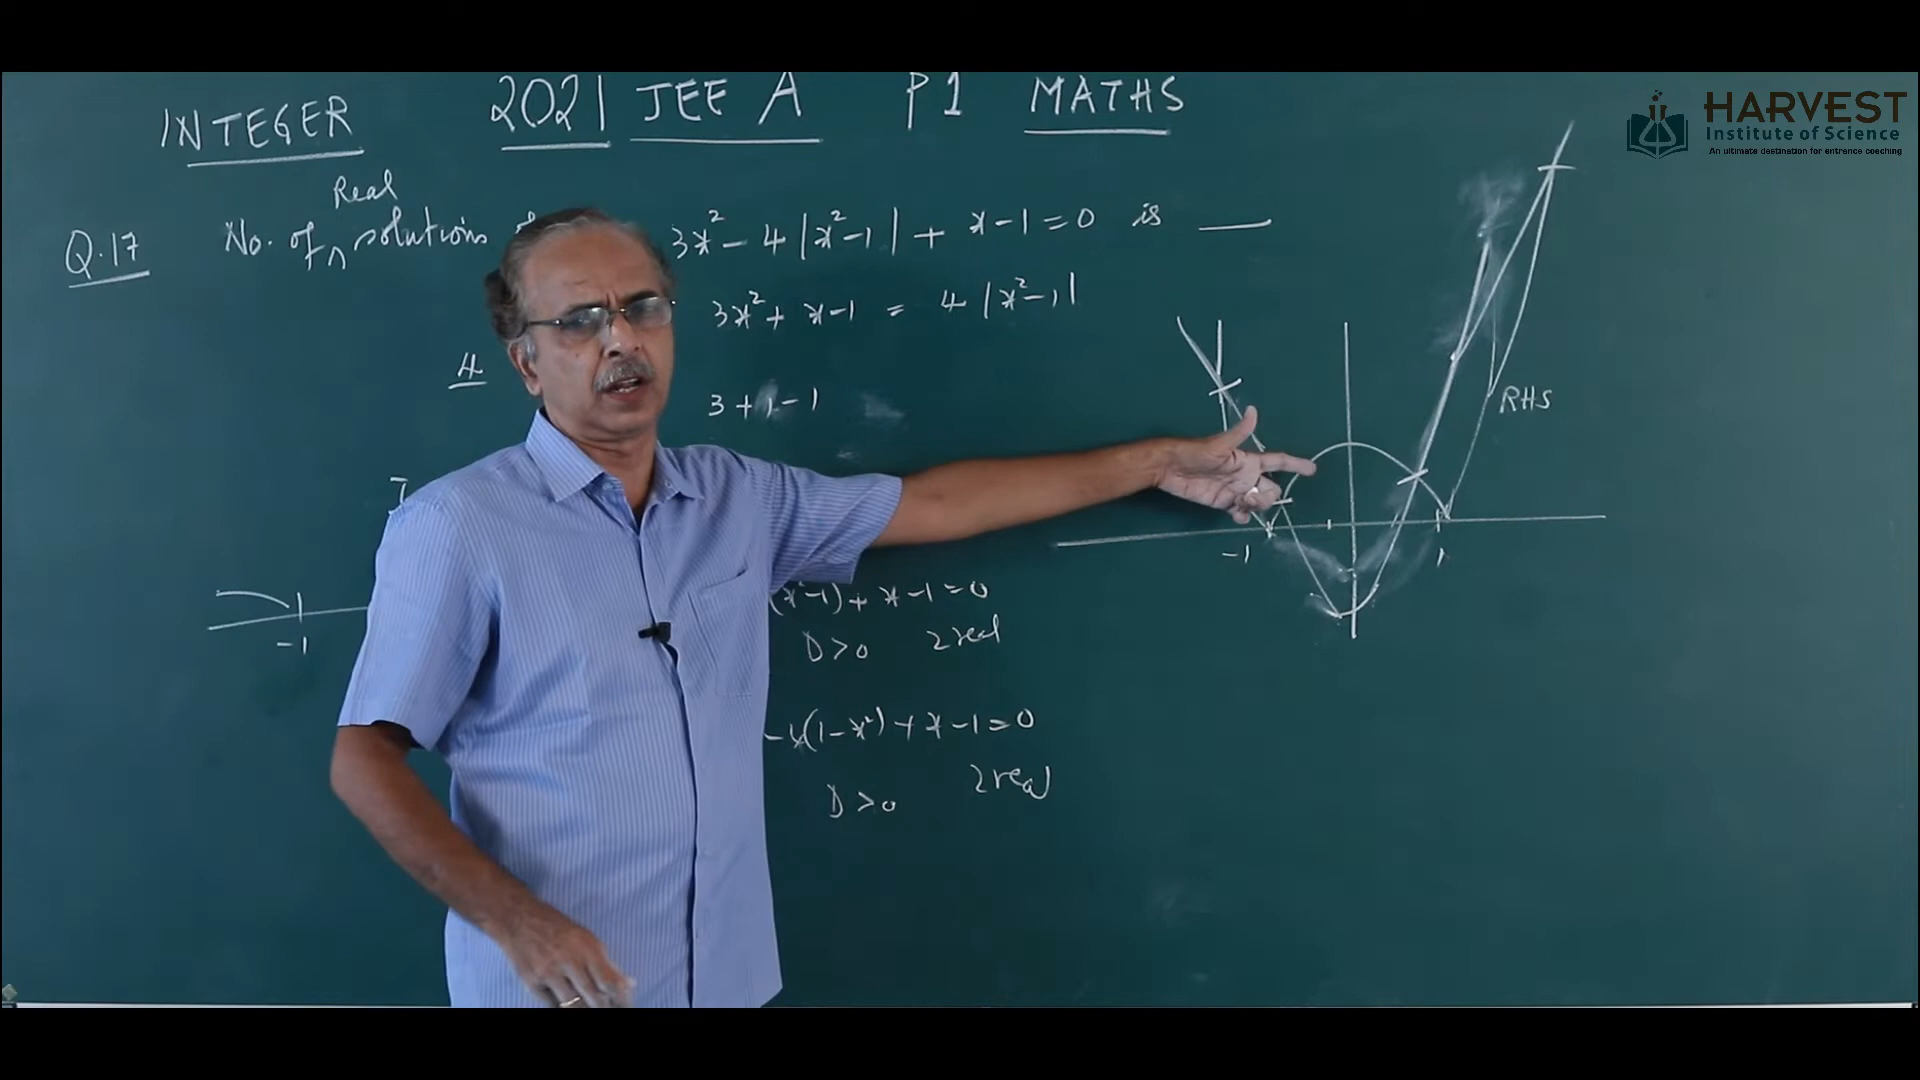 INTEGER 2021 JEE A P1 MATHS
HARVEST
Institute of Science
An ultimate destination for entrance coaching
Real
Q.17 No. of solutions 3x² - 4|x²-1| + x-1=0 is
3x² + x-1 = 4|x²-1|
4
3+1-1
RHS
-1 1
-1
(x²-1) + x-1=0
D>0 2 real
-4(1-x²) + x-1=0
D>0 2 real